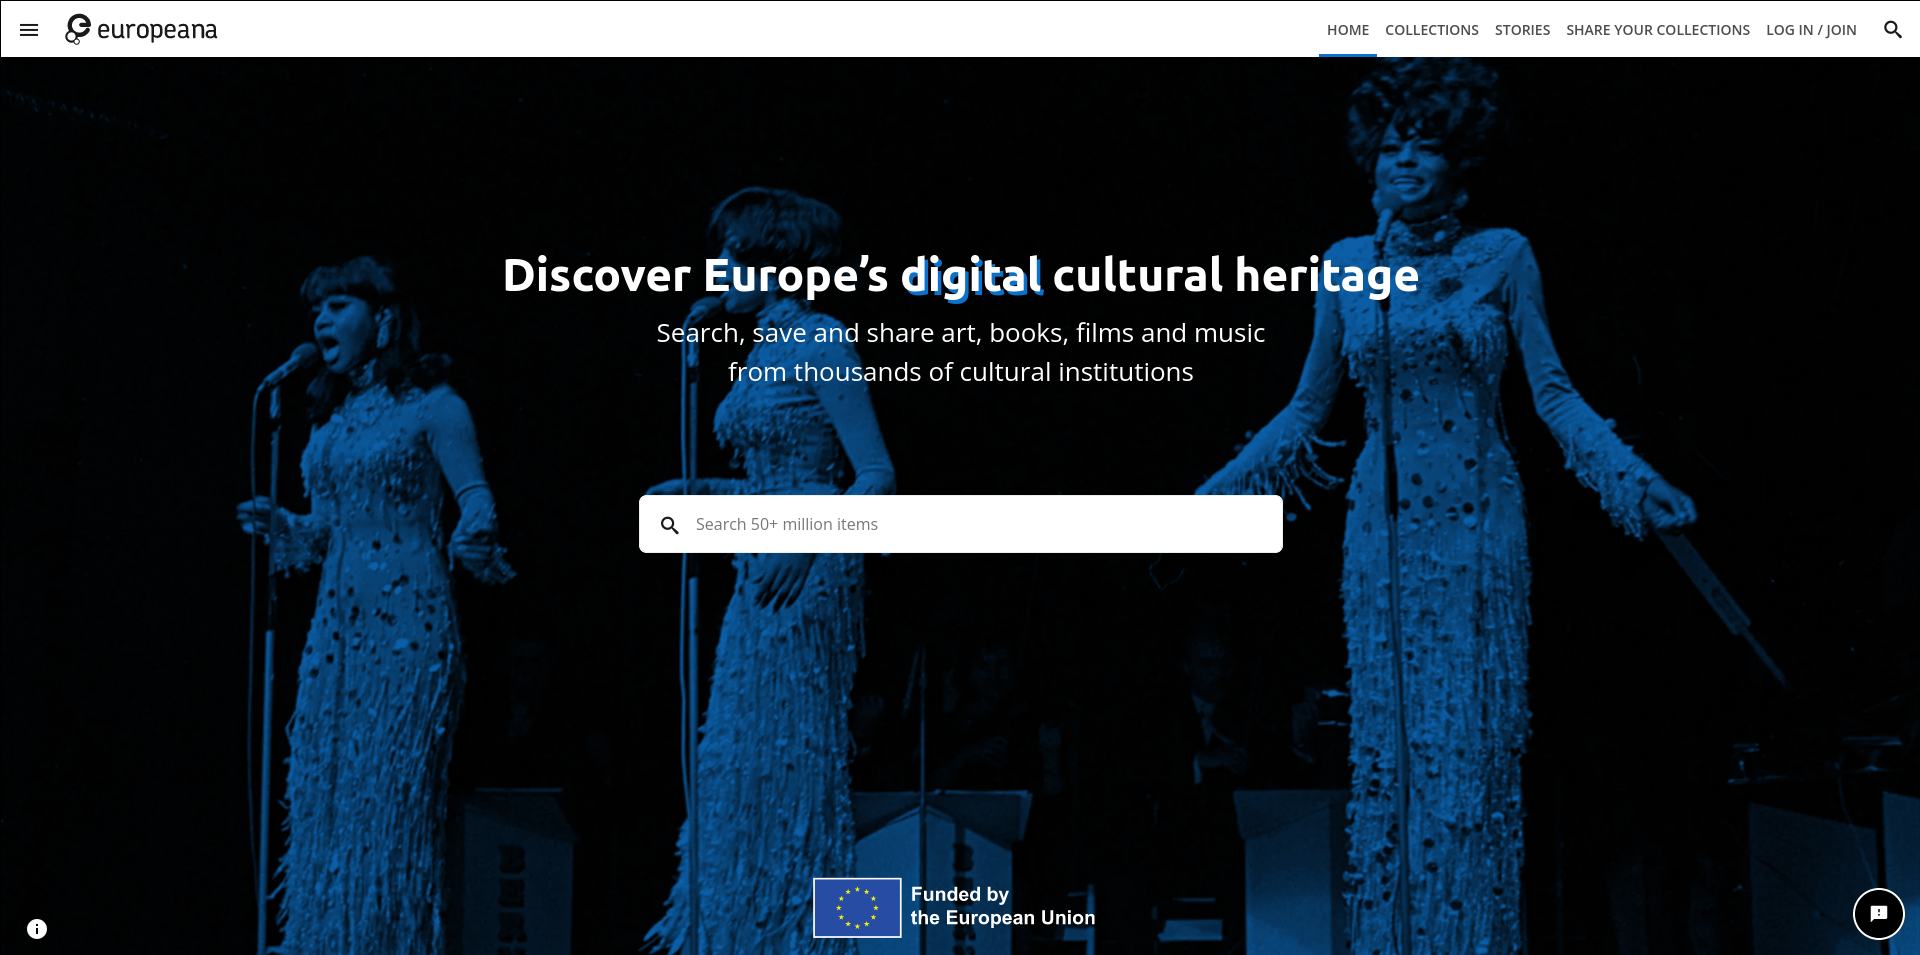 europeana
HOME
COLLECTIONS
STORIES
SHARE YOUR COLLECTIONS
LOG IN / JOIN
Discover Europe’s digital cultural heritage
Search, save and share art, books, films and music
from thousands of cultural institutions
Search 50+ million items
Funded by
the European Union